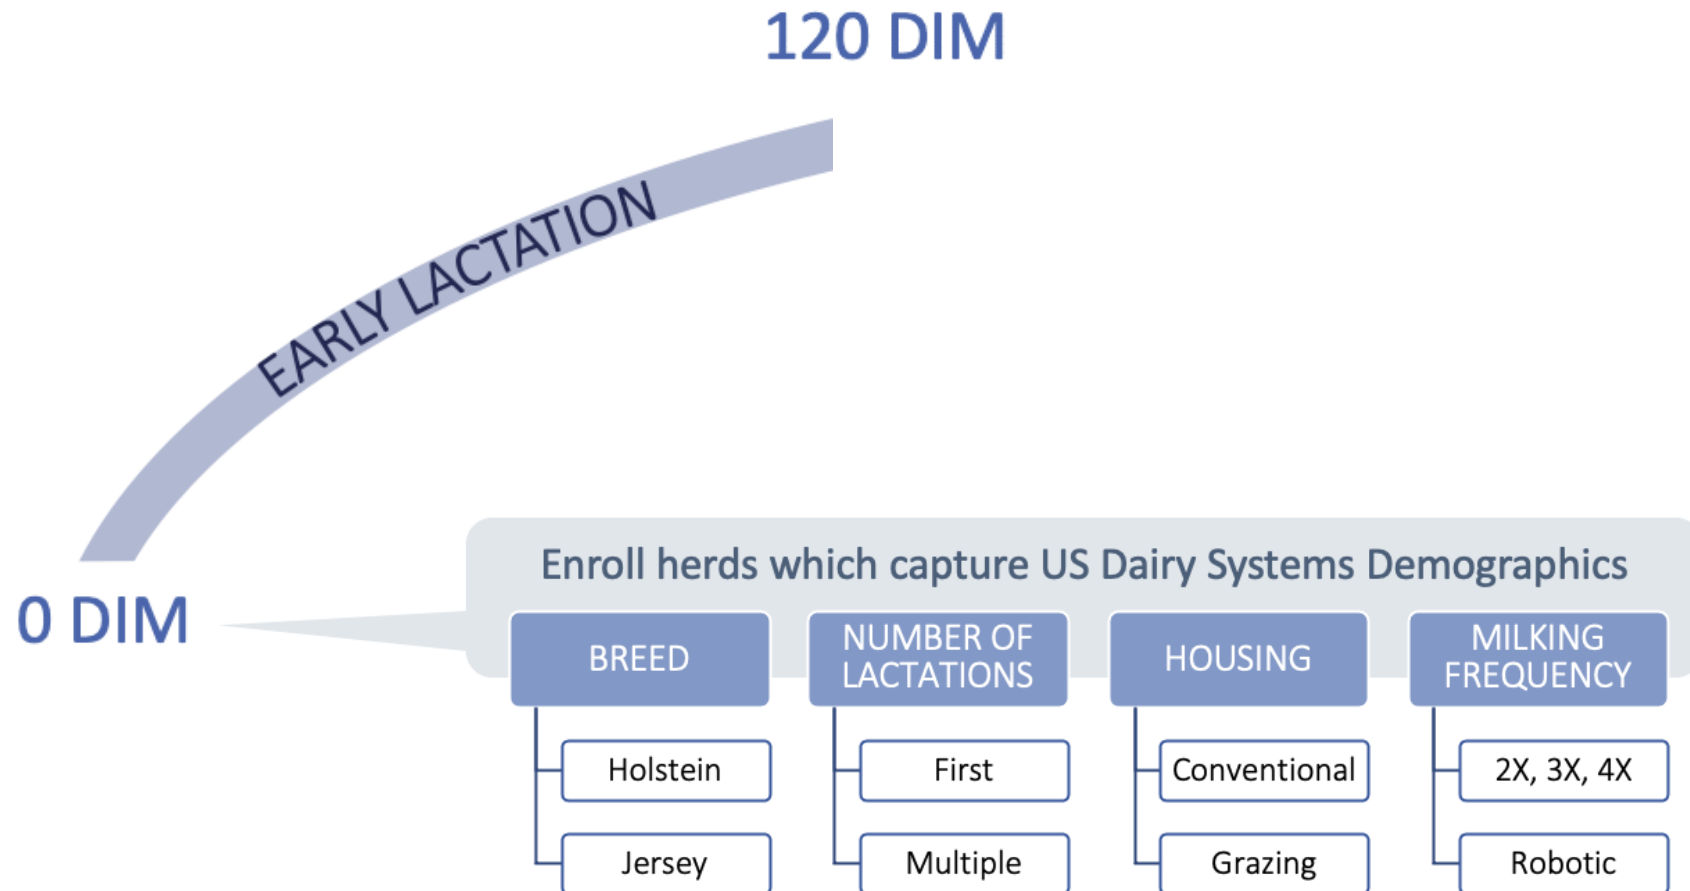 120 DIM
EARLY LACTATION
0 DIM
Enroll herds which capture US Dairy Systems Demographics
BREED
Holstein
Jersey
NUMBER OF
LACTATIONS
First
Multiple
HOUSING
Conventional
Grazing
MILKING
FREQUENCY
2X, 3X, 4X
Robotic